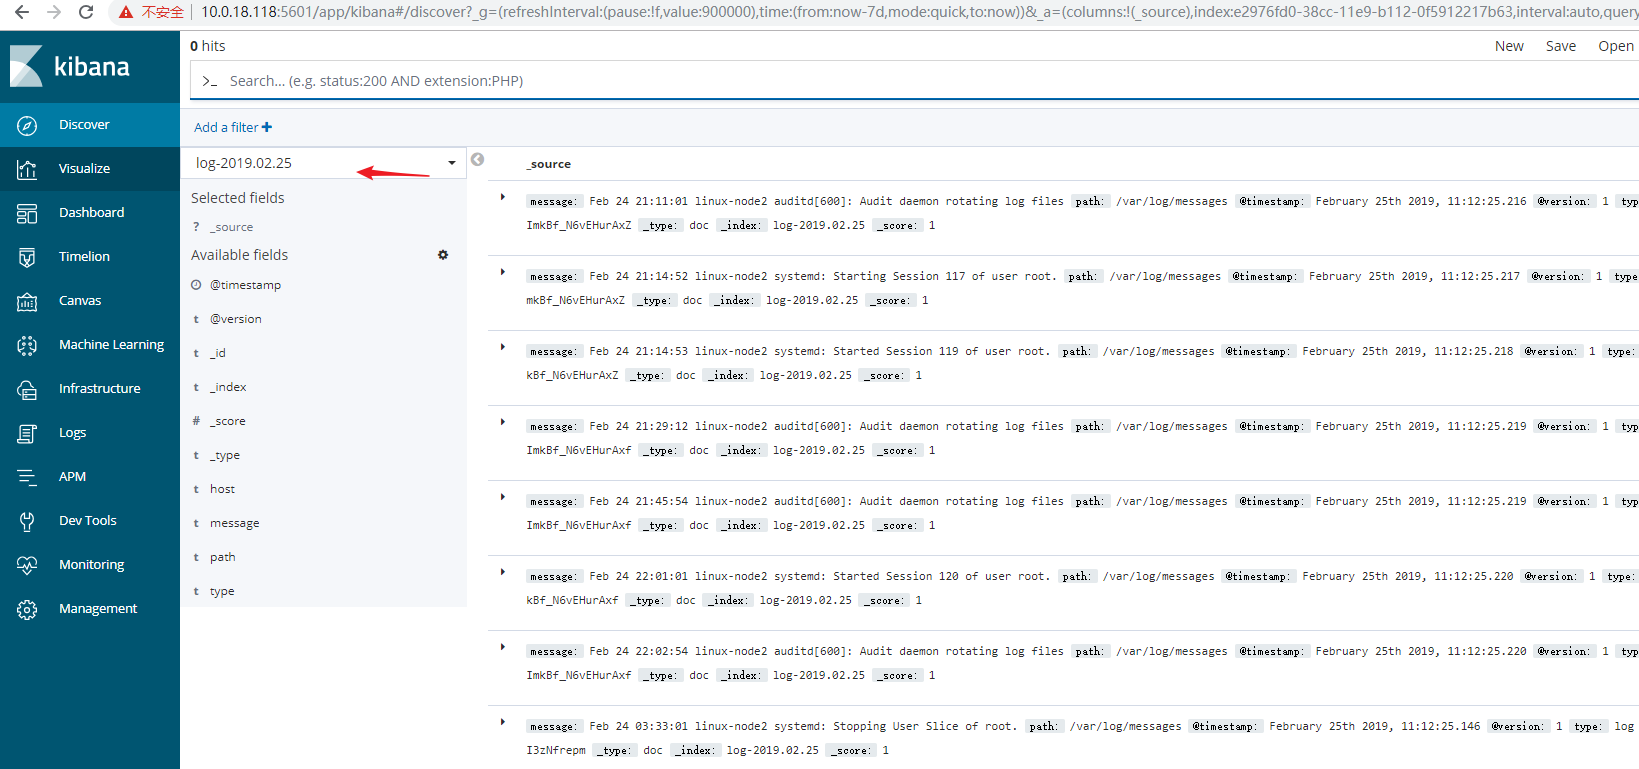 不安全 10.0.18.118:5601/app/kibana#/discover?_g=(refreshInterval:(pause:!f,value:900000),time:(from:now-7d,mode:quick,to:now))&_a=(columns:!(_source),index:e2976fd0-38cc-11e9-b112-0f5912217b63,interval:auto,query
kibana
Discover
Visualize
Dashboard
Timelion
Canvas
Machine Learning
Infrastructure
Logs
APM
Dev Tools
Monitoring
Management
0 hits
New Save Open
>_ Search... (e.g. status:200 AND extension:PHP)
Add a filter +
log-2019.02.25
Selected fields
? _source
Available fields
@timestamp
t @version
t _id
t _index
# _score
t _type
t host
t message
t path
t type
_source
message: Feb 24 21:11:01 linux-node2 auditd[600]: Audit daemon rotating log files path: /var/log/messages @timestamp: February 25th 2019, 11:12:25.216 @version: 1 typ
ImkBf_N6vEHurAxZ _type: doc _index: log-2019.02.25 _score: 1
message: Feb 24 21:14:52 linux-node2 systemd: Starting Session 117 of user root. path: /var/log/messages @timestamp: February 25th 2019, 11:12:25.217 @version: 1 type
mkBf_N6vEHurAxZ _type: doc _index: log-2019.02.25 _score: 1
message: Feb 24 21:14:53 linux-node2 systemd: Started Session 119 of user root. path: /var/log/messages @timestamp: February 25th 2019, 11:12:25.218 @version: 1 type:
kBf_N6vEHurAxZ _type: doc _index: log-2019.02.25 _score: 1
message: Feb 24 21:29:12 linux-node2 auditd[600]: Audit daemon rotating log files path: /var/log/messages @timestamp: February 25th 2019, 11:12:25.219 @version: 1 typ
ImkBf_N6vEHurAxf _type: doc _index: log-2019.02.25 _score: 1
message: Feb 24 21:45:54 linux-node2 auditd[600]: Audit daemon rotating log files path: /var/log/messages @timestamp: February 25th 2019, 11:12:25.219 @version: 1 typ
ImkBf_N6vEHurAxf _type: doc _index: log-2019.02.25 _score: 1
message: Feb 24 22:01:01 linux-node2 systemd: Started Session 120 of user root. path: /var/log/messages @timestamp: February 25th 2019, 11:12:25.220 @version: 1 type:
kBf_N6vEHurAxf _type: doc _index: log-2019.02.25 _score: 1
message: Feb 24 22:02:54 linux-node2 auditd[600]: Audit daemon rotating log files path: /var/log/messages @timestamp: February 25th 2019, 11:12:25.220 @version: 1 typ
ImkBf_N6vEHurAxf _type: doc _index: log-2019.02.25 _score: 1
message: Feb 24 03:33:01 linux-node2 systemd: Stopping User Slice of root. path: /var/log/messages @timestamp: February 25th 2019, 11:12:25.146 @version: 1 type: log
I3zNfrepm _type: doc _index: log-2019.02.25 _score: 1